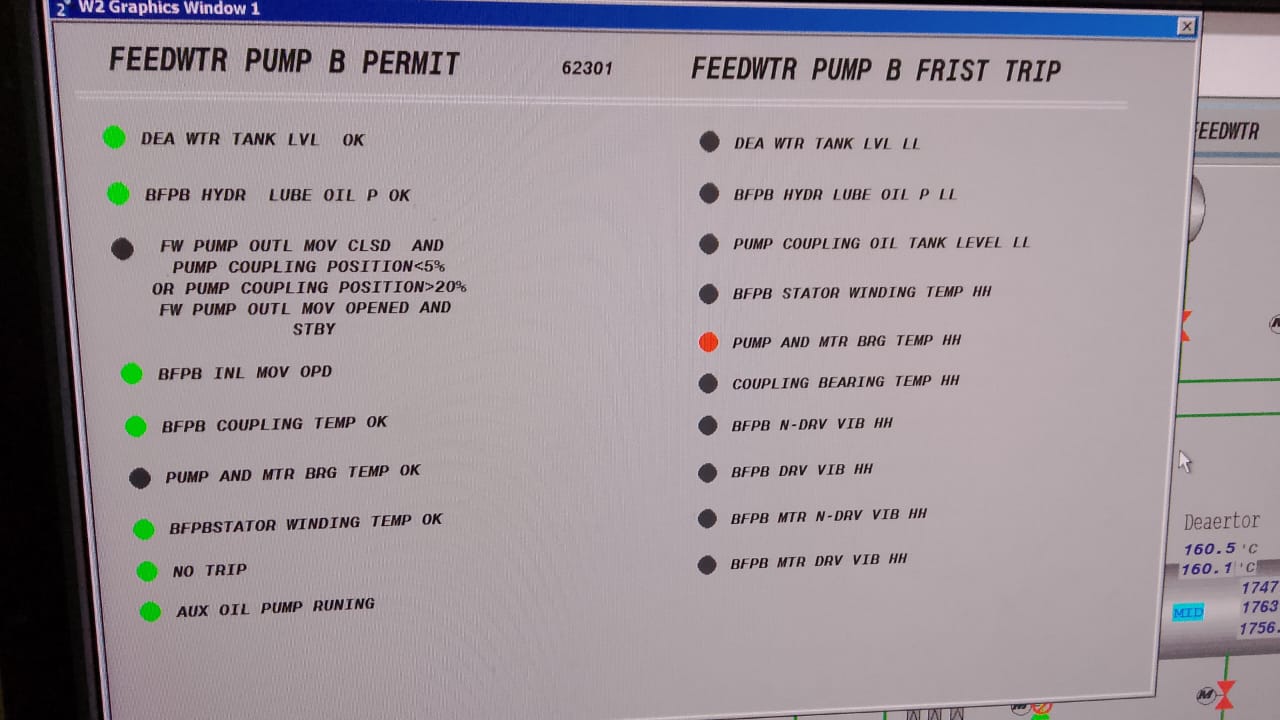 W2 Graphics Window 1
FEEDWTR PUMP B PERMIT
62301
FEEDWTR PUMP B FRIST TRIP
DEA WTR TANK LVL OK
BFPB HYDR LUBE OIL P OK
FW PUMP OUTL MOV CLSD AND
PUMP COUPLING POSITION<5%
OR PUMP COUPLING POSITION>20%
FW PUMP OUTL MOV OPENED AND
STBY
BFPB INL MOV OPD
BFPB COUPLING TEMP OK
PUMP AND MTR BRG TEMP OK
BFPBSTATOR WINDING TEMP OK
NO TRIP
AUX OIL PUMP RUNING
DEA WTR TANK LVL LL
BFPB HYDR LUBE OIL P LL
PUMP COUPLING OIL TANK LEVEL LL
BFPB STATOR WINDING TEMP HH
PUMP AND MTR BRG TEMP HH
COUPLING BEARING TEMP HH
BFPB N-DRV VIB HH
BFPB DRV VIB HH
BFPB MTR N-DRV VIB HH
BFPB MTR DRV VIB HH
FEEDWTR
Deaertor
160.5 'C
160.1 'C
1747
MID 1763
1756.
M